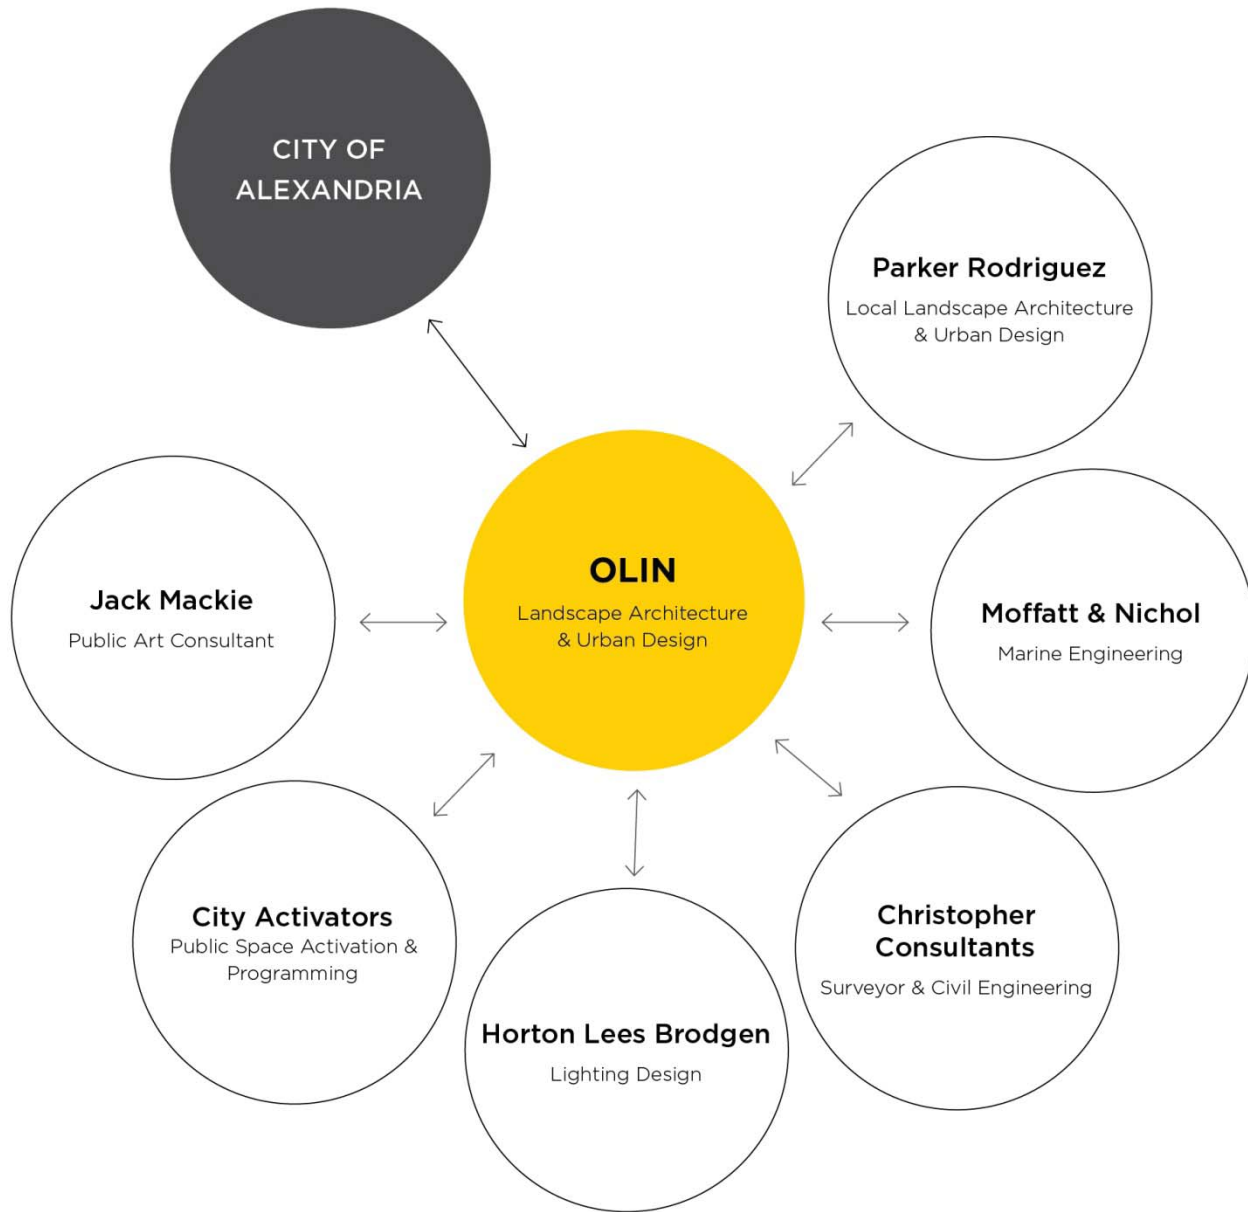 CITY OF
ALEXANDRIA
Parker Rodriguez
Local Landscape Architecture
& Urban Design
OLIN
Landscape Architecture
& Urban Design
Jack Mackie
Public Art Consultant
Moffatt & Nichol
Marine Engineering
City Activators
Public Space Activation &
Programming
Christopher
Consultants
Surveyor & Civil Engineering
Horton Lees Brodgen
Lighting Design